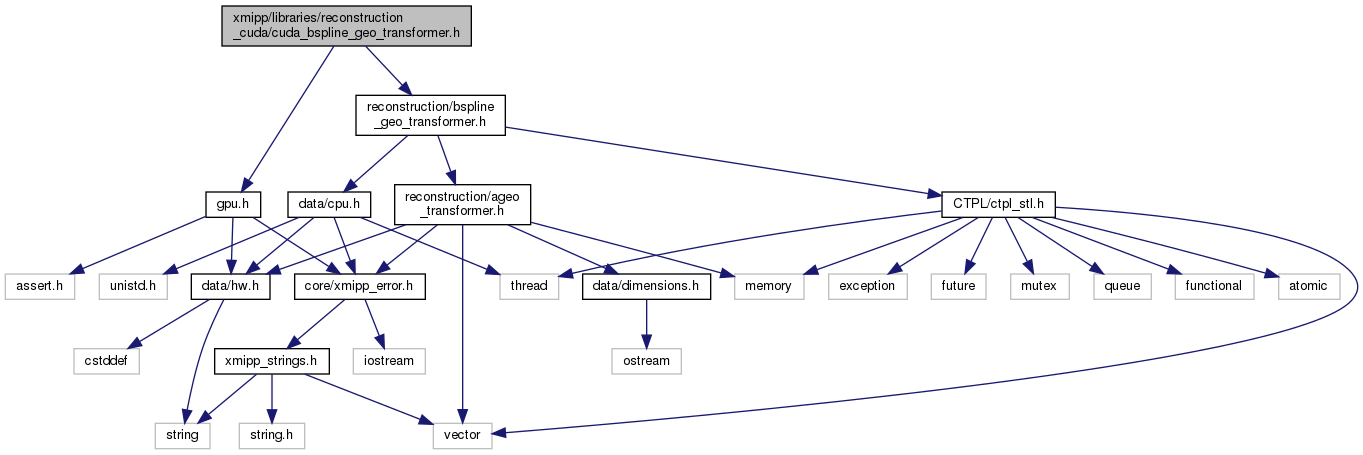 xmipp/libraries/reconstruction
_cuda/cuda_bspline_geo_transformer.h
reconstruction/bspline
_geo_transformer.h
gpu.h
data/cpu.h
reconstruction/ageo
_transformer.h
CTPL/ctpl_stl.h
assert.h
unistd.h
data/hw.h
core/xmipp_error.h
thread
data/dimensions.h
memory
exception
future
mutex
queue
functional
atomic
cstddef
xmipp_strings.h
iostream
ostream
string
string.h
vector